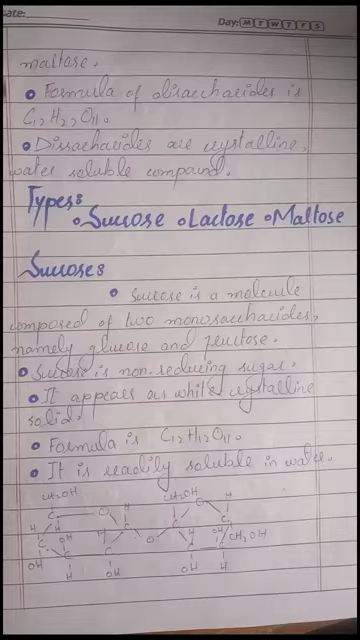 Date:
Day: M T W T F S
maltose.
• Formula of disaccharides is
C12H22O11.
• Dissacharides are crystalline,
water soluble compound.
Types:
• Sucrose • Lactose • Maltose
Sucrose:
• Sucrose is a molecule
composed of two monosaccharides,
namely glucose and fructose.
• Sucrose is non-reducing sugar.
• It appears as white crystalline
solid.
• Formula is C12H12O11.
• It is readily soluble in water.
CH2OH CH2OH H
C O H O C
H H H C C
C OH H C O C OH C CH2OH
OH C C H C
H OH OH H